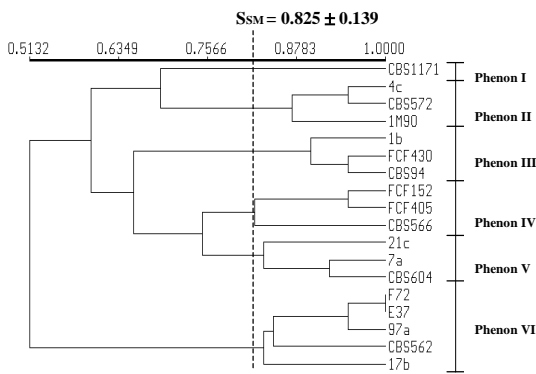 SSM = 0.825 ± 0.139
0.5132 0.6349 0.7566 0.8783 1.0000
CBS1171
Phenon I
4c
CBS572
Phenon II
1M90
1b
FCF430
Phenon III
CBS94
FCF152
FCF405
Phenon IV
CBS566
21c
7a
Phenon V
CBS604
F72
E37
97a
Phenon VI
CBS562
17b